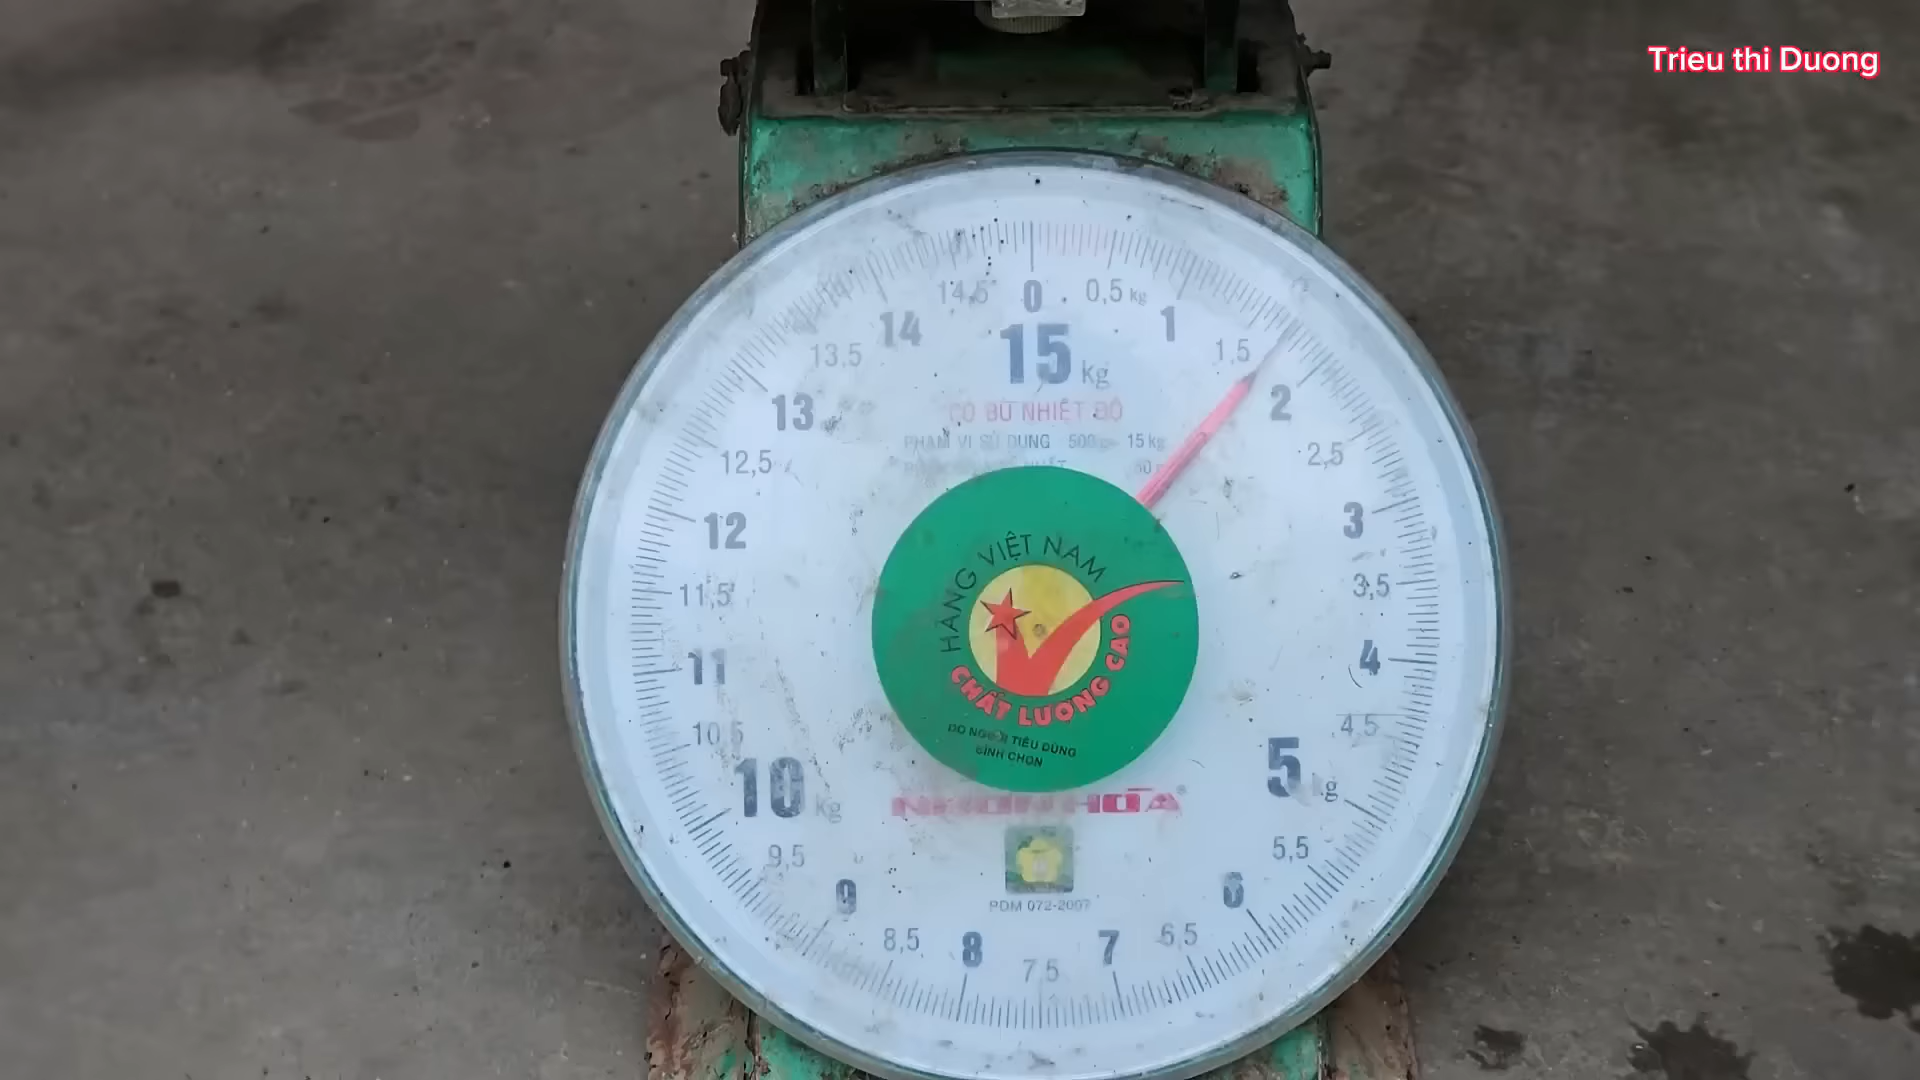 Trieu thi Duong
0
0,5 kg
1
1,5
2
2,5
3
3,5
4
4,5
5 kg
5,5
6
6,5
7
7,5
8
8,5
9
9,5
10 kg
10,5
11
11,5
12
12,5
13
13,5
14
14,5
15 kg
CÓ BÙ NHIỆT ĐỘ
PHẠM VI SỬ DỤNG 500 g - 15 kg
HÀNG VIỆT NAM
CHẤT LƯỢNG CAO
DO NGƯỜI TIÊU DÙNG
BÌNH CHỌN
NHƠN HÒA
PDM 072-2007